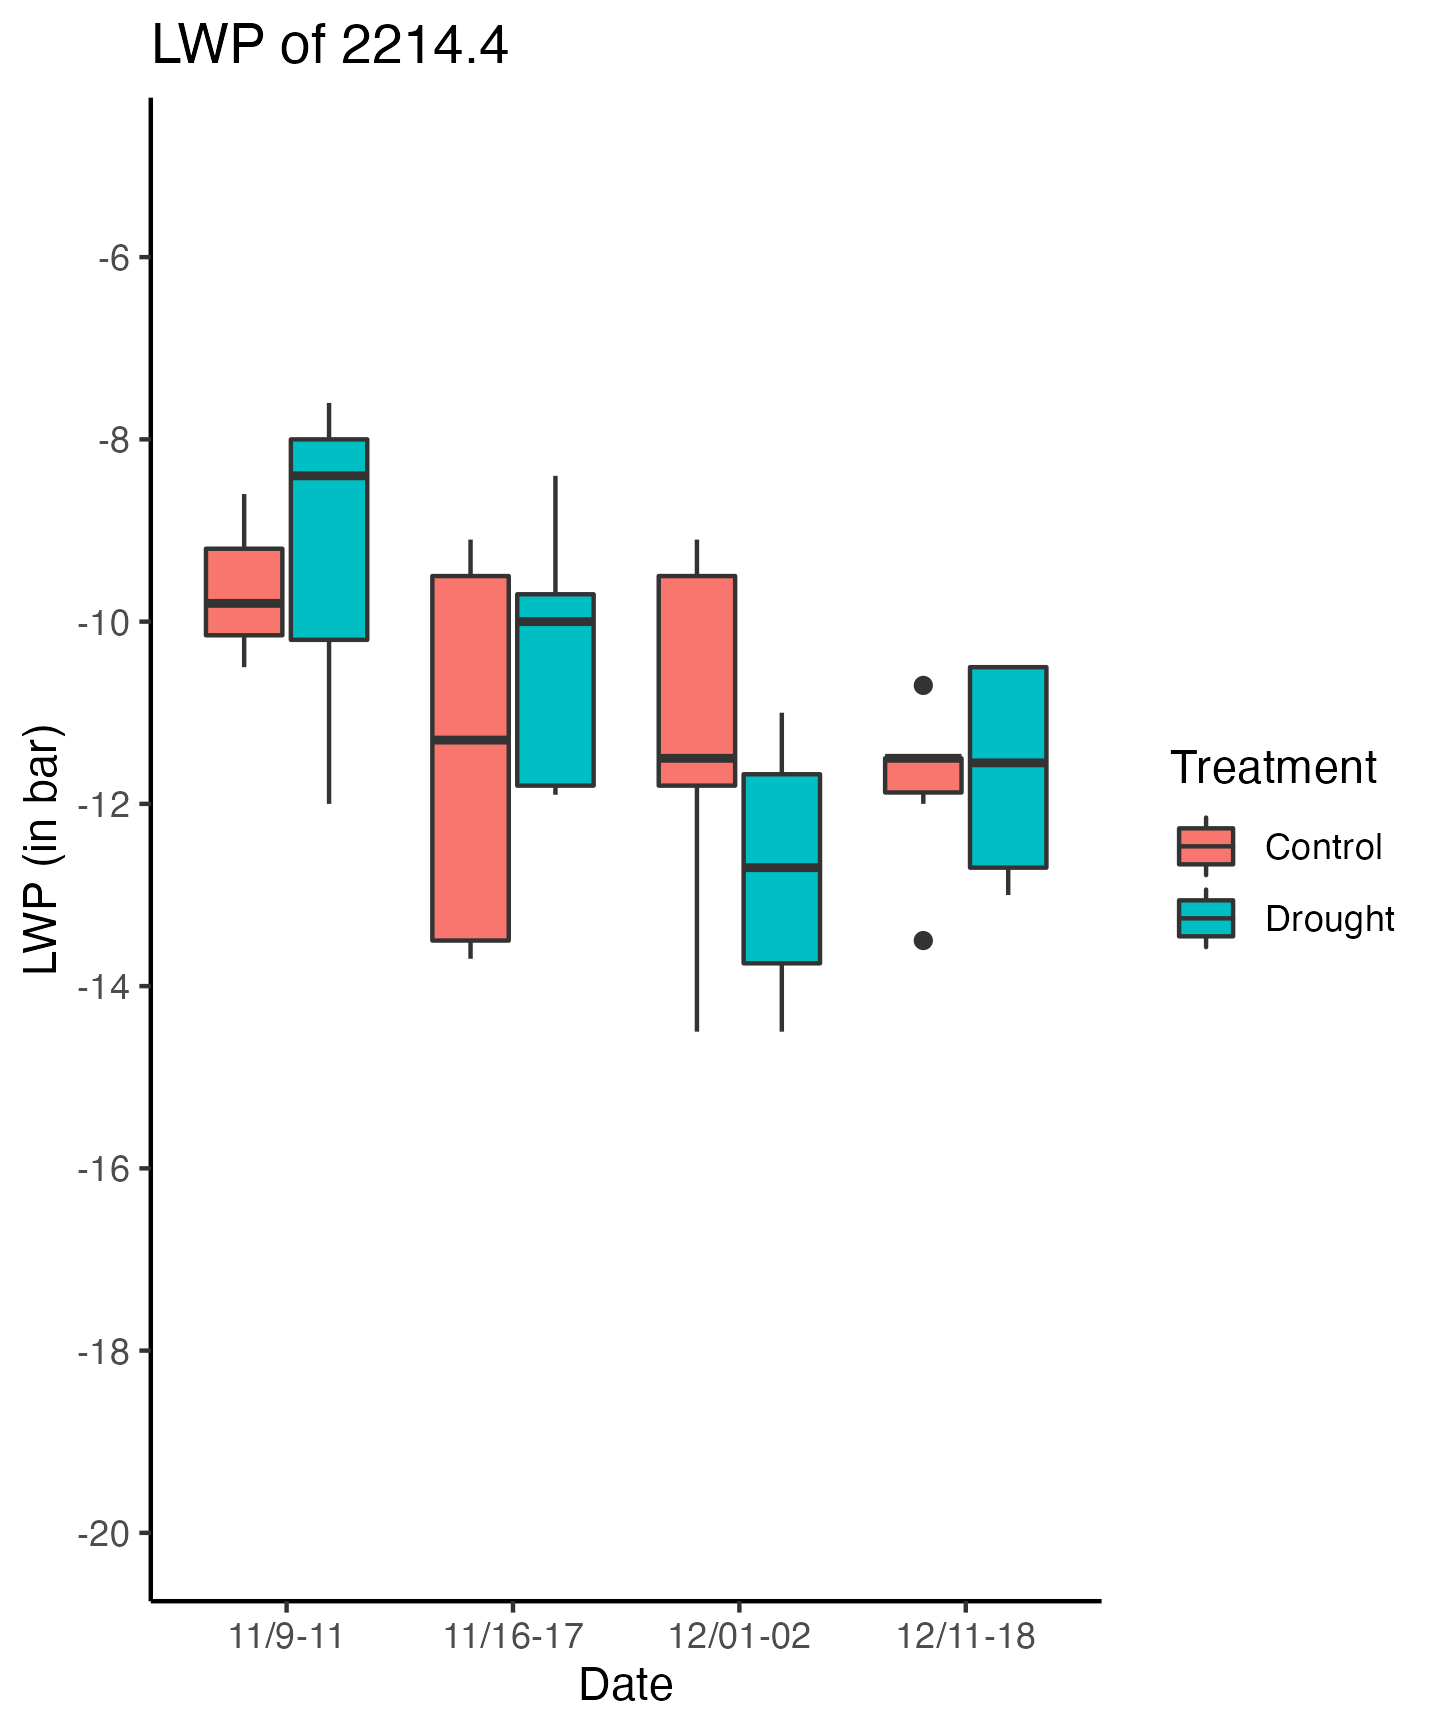 LWP of 2214.4
LWP (in bar)
-6
-8
-10
-12
-14
-16
-18
-20
11/9-11
11/16-17
12/01-02
12/11-18
Date
Treatment
Control
Drought